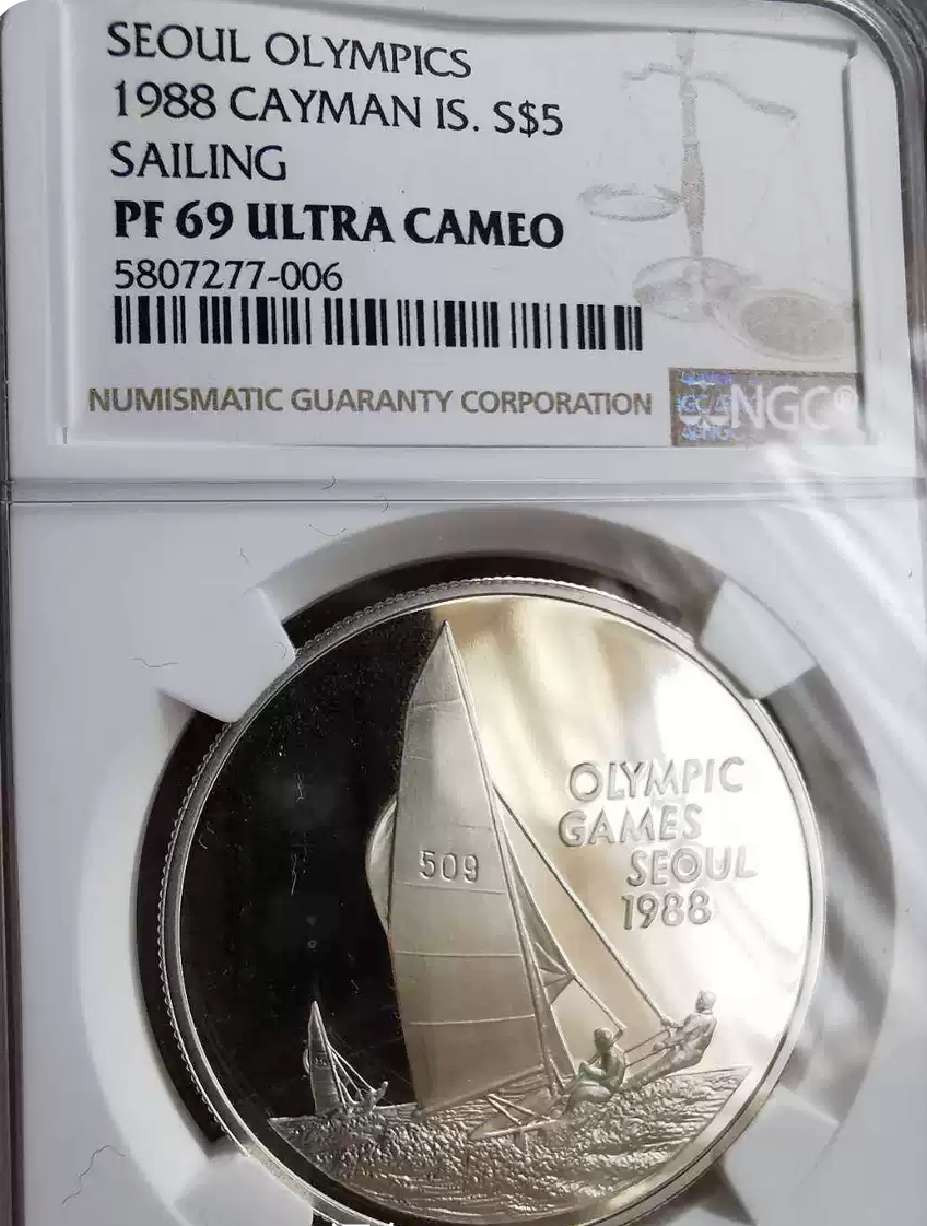 SEOUL OLYMPICS
1988 CAYMAN IS. S$5
SAILING
PF 69 ULTRA CAMEO
5807277-006
NUMISMATIC GUARANTY CORPORATION
NGC®
509
OLYMPIC
GAMES
SEOUL
1988